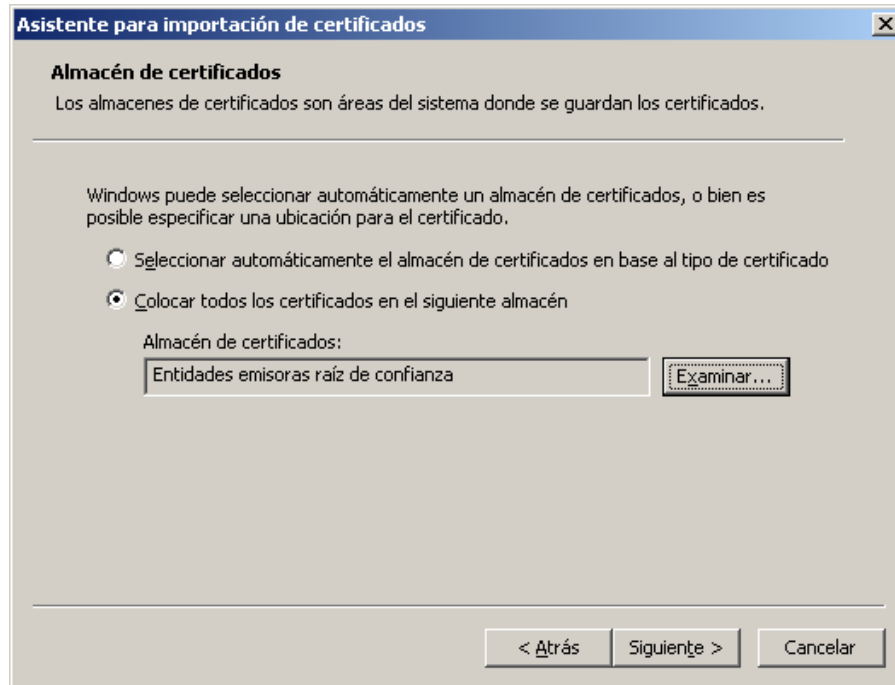 Asistente para importación de certificados
Almacén de certificados
Los almacenes de certificados son áreas del sistema donde se guardan los certificados.
Windows puede seleccionar automáticamente un almacén de certificados, o bien es
posible especificar una ubicación para el certificado.
Seleccionar automáticamente el almacén de certificados en base al tipo de certificado
Colocar todos los certificados en el siguiente almacén
Almacén de certificados:
Entidades emisoras raíz de confianza
Examinar...
< Atrás
Siguiente >
Cancelar